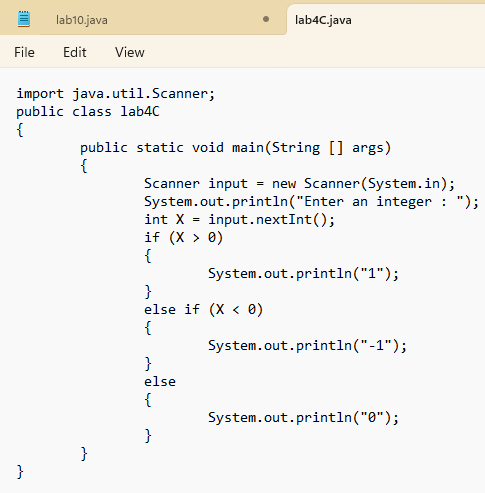 lab10.java
lab4C.java
File Edit View
import java.util.Scanner;
public class lab4C
{
        public static void main(String [] args)
        {
                Scanner input = new Scanner(System.in);
                System.out.println("Enter an integer : ");
                int X = input.nextInt();
                if (X > 0)
                {
                        System.out.println("1");
                }
                else if (X < 0)
                {
                        System.out.println("-1");
                }
                else
                {
                        System.out.println("0");
                }
        }
}